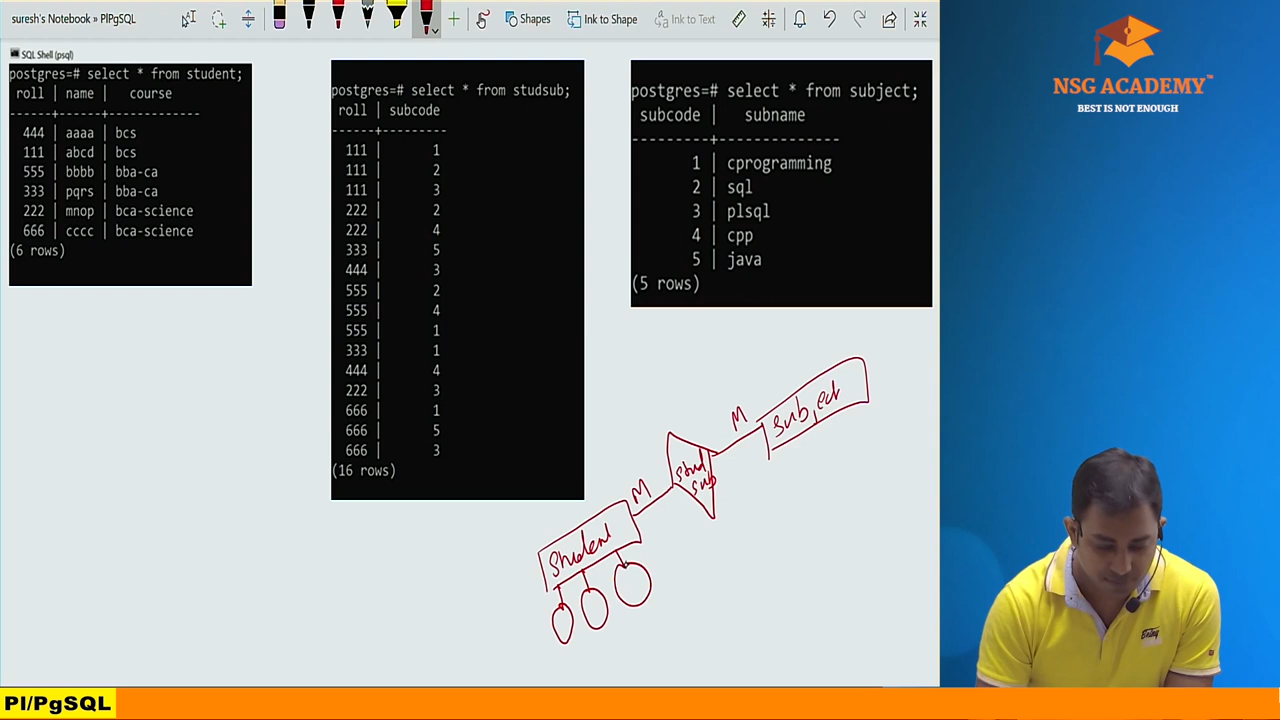 suresh's Notebook » PlPgSQL
Shapes
Ink to Shape
Ink to Text
SQL Shell (psql)
postgres=# select * from student;
roll | name | course
------+------+-------------
444 | aaaa | bcs
111 | abcd | bcs
555 | bbbb | bba-ca
333 | pqrs | bba-ca
222 | mnop | bca-science
666 | cccc | bca-science
(6 rows)
postgres=# select * from studsub;
roll | subcode
------+---------
111 | 1
111 | 2
111 | 3
222 | 2
222 | 4
333 | 5
444 | 3
555 | 2
555 | 4
555 | 1
333 | 1
444 | 4
222 | 3
666 | 1
666 | 5
666 | 3
(16 rows)
postgres=# select * from subject;
subcode | subname
---------+--------------
1 | cprogramming
2 | sql
3 | plsql
4 | cpp
5 | java
(5 rows)
Subject
M
Stud
sub
M
Student
NSG ACADEMY™
BEST IS NOT ENOUGH
Pl/PgSQL